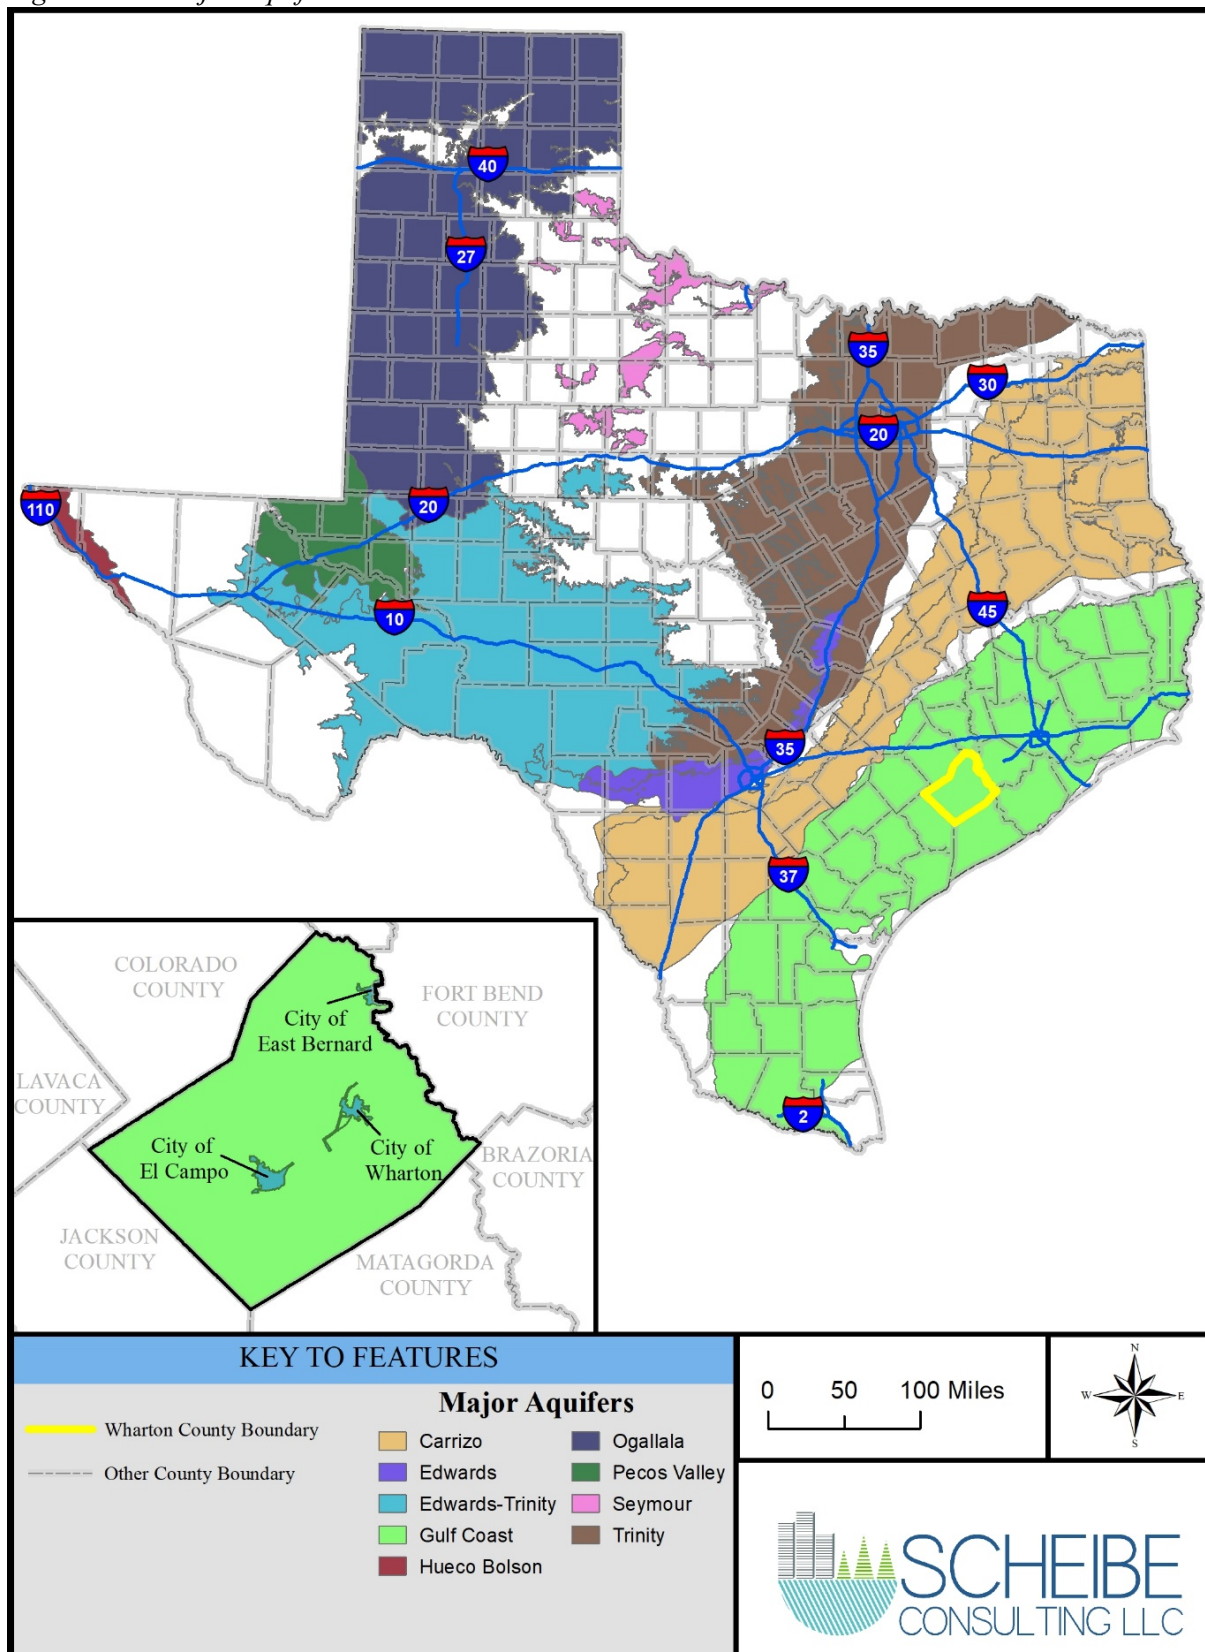 40
27
35
30
20
20
110
10
45
35
37
2
COLORADO
COUNTY
FORT BEND
COUNTY
City of
East Bernard
LAVACA
COUNTY
City of
El Campo
City of
Wharton
BRAZORIA
COUNTY
JACKSON
COUNTY
MATAGORDA
COUNTY
KEY TO FEATURES
Wharton County Boundary
Other County Boundary
Major Aquifers
Carrizo
Edwards
Edwards-Trinity
Gulf Coast
Hueco Bolson
Ogallala
Pecos Valley
Seymour
Trinity
0 50 100 Miles
N
W E
S
SCHEIBE
CONSULTING LLC